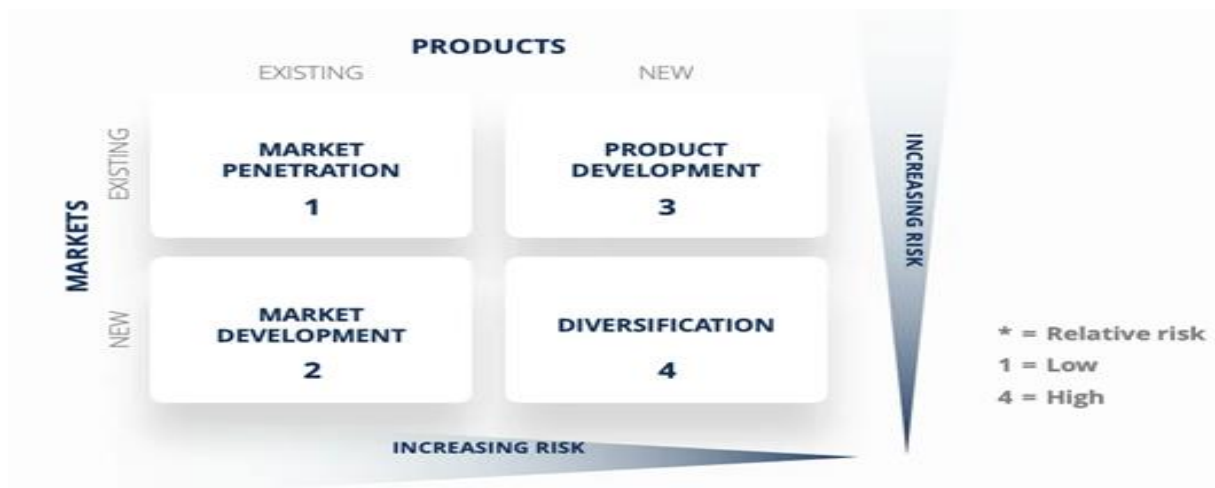 PRODUCTS
EXISTING
NEW
MARKETS
EXISTING
MARKET
PENETRATION
1
PRODUCT
DEVELOPMENT
3
NEW
MARKET
DEVELOPMENT
2
DIVERSIFICATION
4
INCREASING RISK
INCREASING RISK
* = Relative risk
1 = Low
4 = High